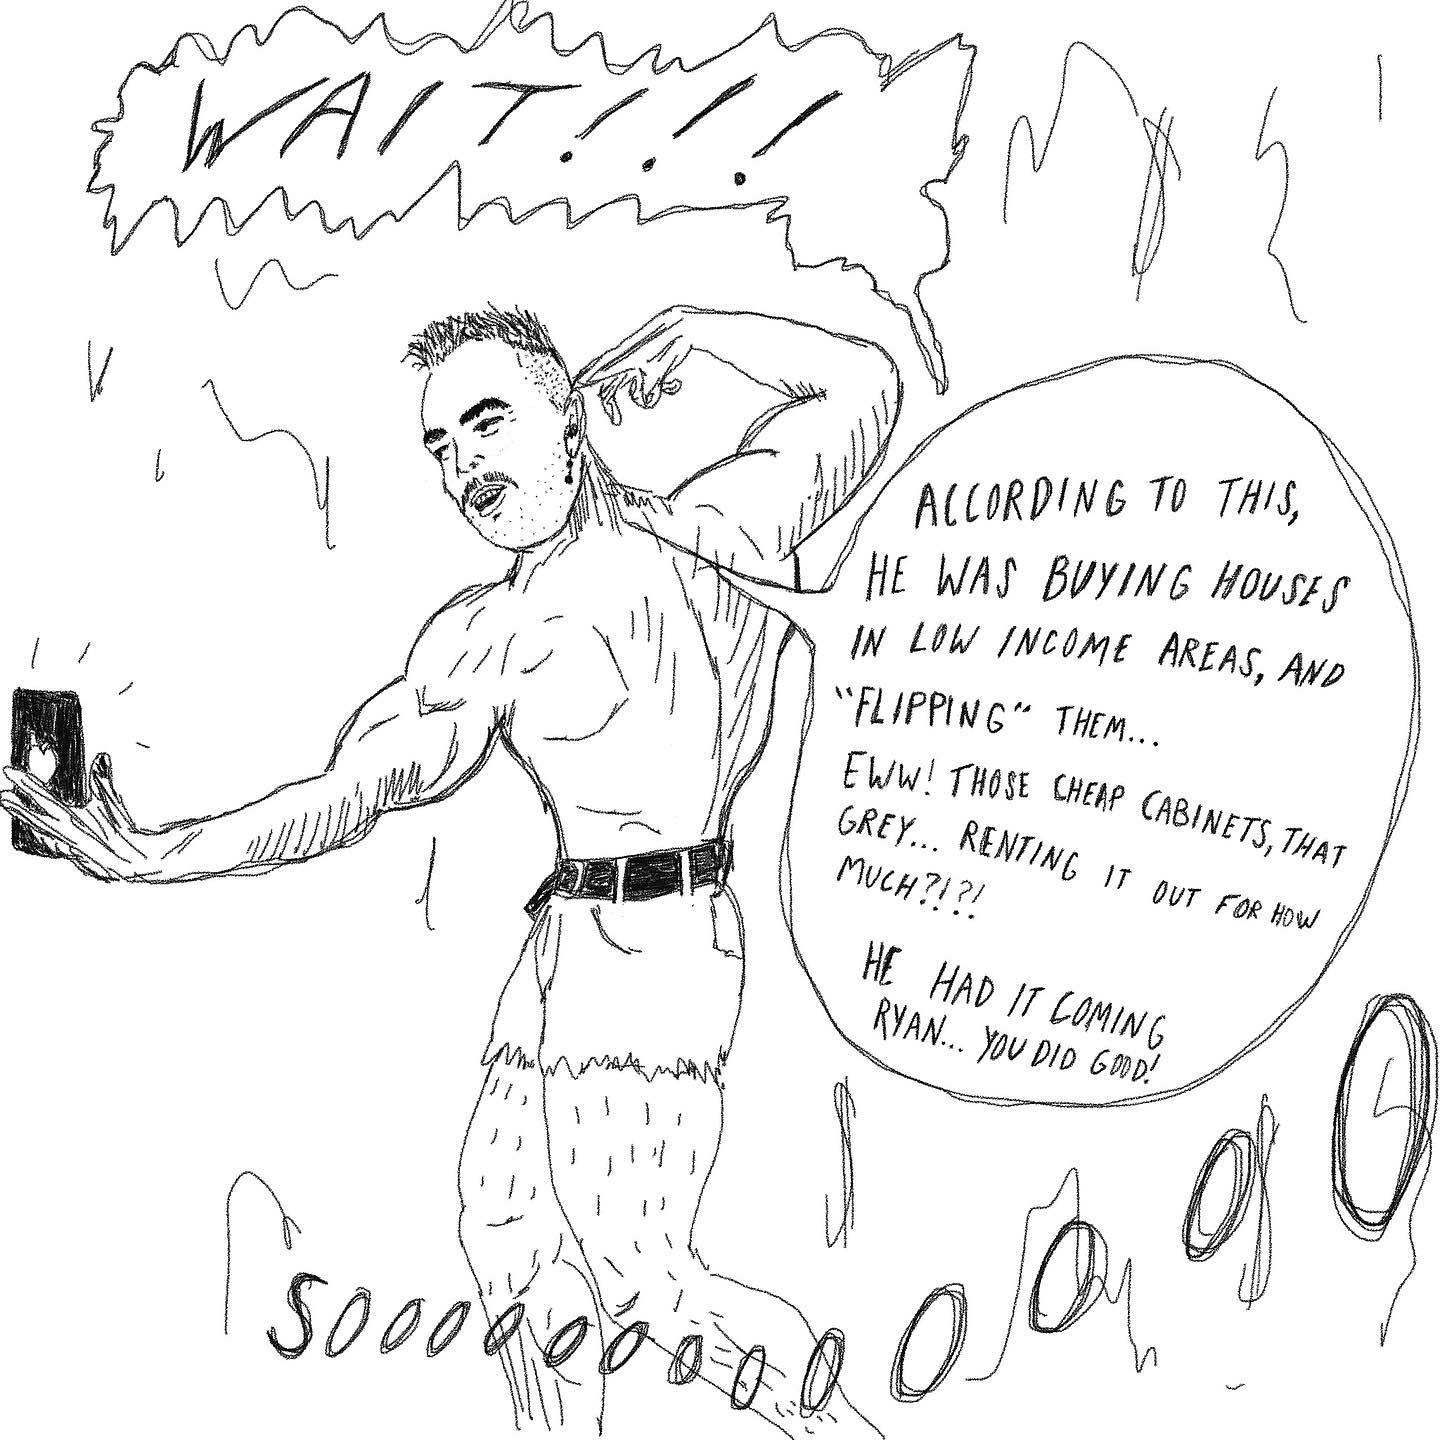 WAIT!!!
ACCORDING TO THIS,
HE WAS BUYING HOUSES
IN LOW INCOME AREAS, AND
"FLIPPING" THEM...
EWW! THOSE CHEAP CABINETS, THAT
GREY... RENTING IT OUT FOR HOW
MUCH?!?!
HE HAD IT COMING
RYAN... YOU DID GOOD!
SOOOOOOOOOOOOOO